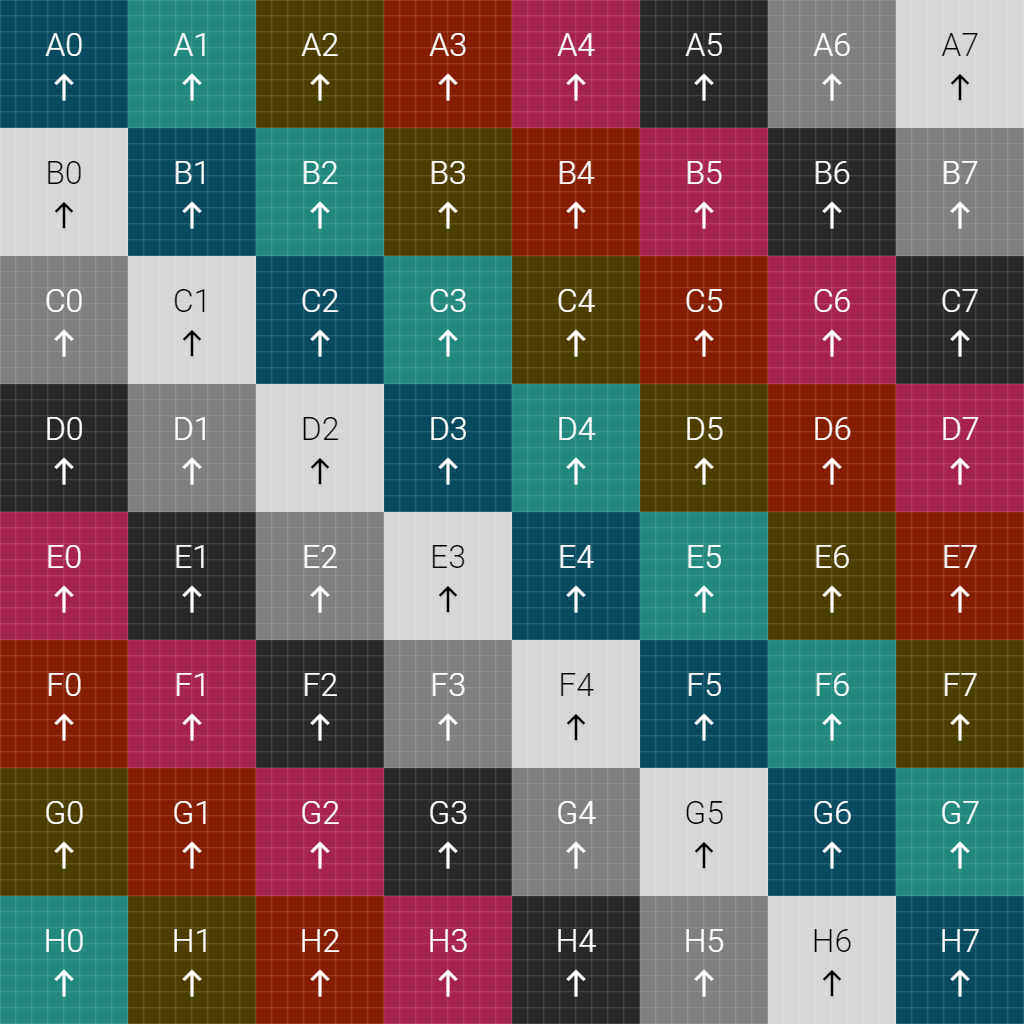 A0 A1 A2 A3 A4 A5 A6 A7
↑ ↑ ↑ ↑ ↑ ↑ ↑ ↑
B0 B1 B2 B3 B4 B5 B6 B7
↑ ↑ ↑ ↑ ↑ ↑ ↑ ↑
C0 C1 C2 C3 C4 C5 C6 C7
↑ ↑ ↑ ↑ ↑ ↑ ↑ ↑
D0 D1 D2 D3 D4 D5 D6 D7
↑ ↑ ↑ ↑ ↑ ↑ ↑ ↑
E0 E1 E2 E3 E4 E5 E6 E7
↑ ↑ ↑ ↑ ↑ ↑ ↑ ↑
F0 F1 F2 F3 F4 F5 F6 F7
↑ ↑ ↑ ↑ ↑ ↑ ↑ ↑
G0 G1 G2 G3 G4 G5 G6 G7
↑ ↑ ↑ ↑ ↑ ↑ ↑ ↑
H0 H1 H2 H3 H4 H5 H6 H7
↑ ↑ ↑ ↑ ↑ ↑ ↑ ↑